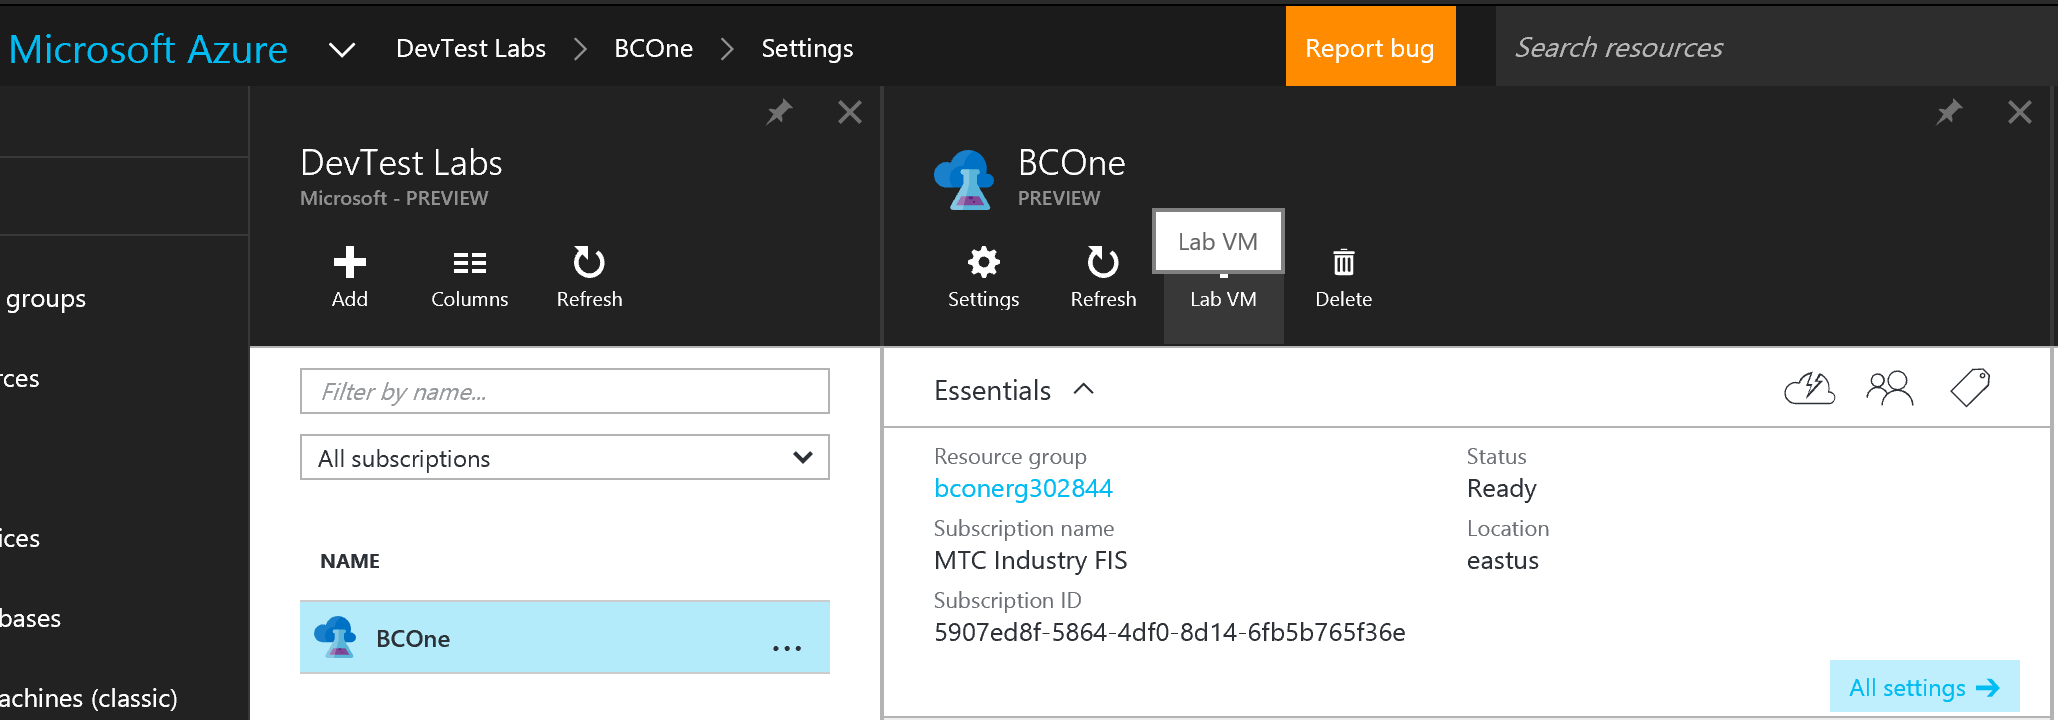 Microsoft Azure
DevTest Labs
BCOne
Settings
Report bug
Search resources
groups
rces
ices
bases
achines (classic)
DevTest Labs
Microsoft - PREVIEW
Add
Columns
Refresh
Filter by name...
All subscriptions
NAME
BCOne
...
BCOne
PREVIEW
Lab VM
Settings
Refresh
Lab VM
Delete
Essentials
Resource group
bconerg302844
Status
Ready
Subscription name
MTC Industry FIS
Location
eastus
Subscription ID
5907ed8f-5864-4df0-8d14-6fb5b765f36e
All settings